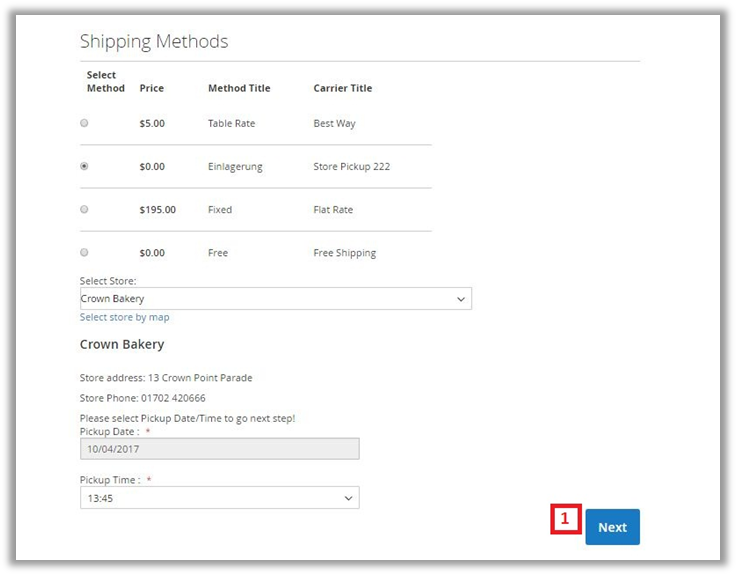 Shipping Methods
Select Method Price Method Title Carrier Title
$5.00 Table Rate Best Way
$0.00 Einlagerung Store Pickup 222
$195.00 Fixed Flat Rate
$0.00 Free Free Shipping
Select Store:
Crown Bakery
Select store by map
Crown Bakery
Store address: 13 Crown Point Parade
Store Phone: 01702 420666
Please select Pickup Date/Time to go next step!
Pickup Date : *
10/04/2017
Pickup Time : *
13:45
1 Next